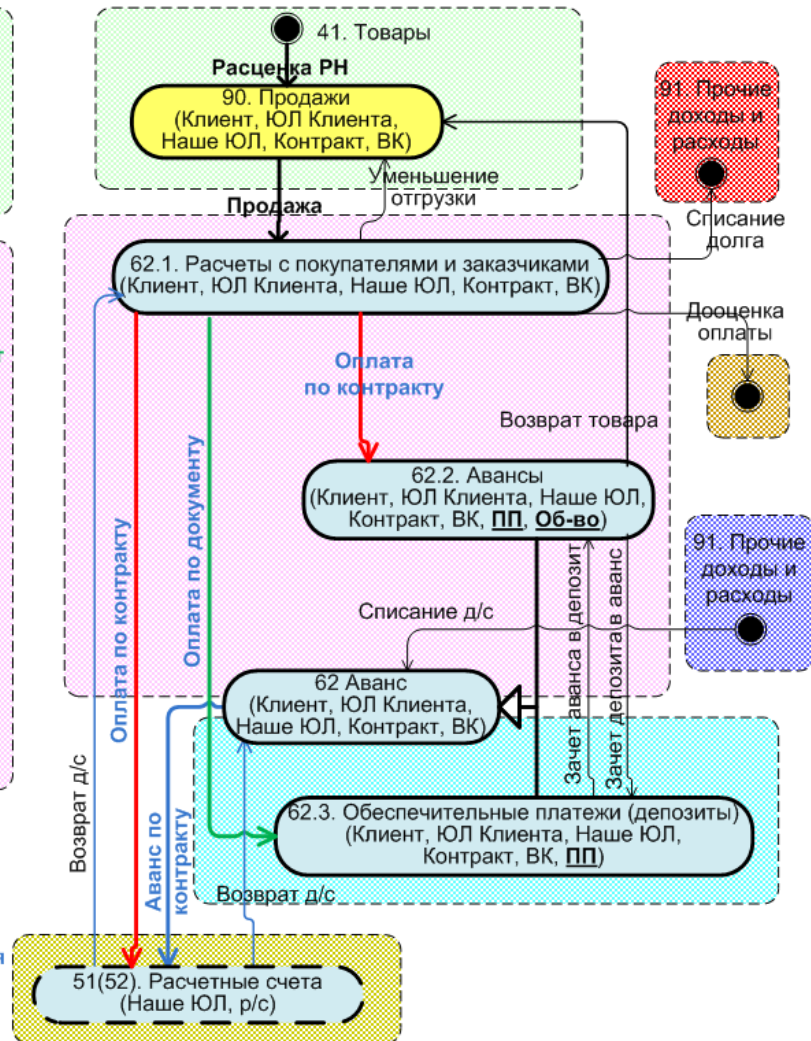 41. Товары
Расценка РН
90. Продажи
(Клиент, ЮЛ Клиента,
Наше ЮЛ, Контракт, ВК)
91. Прочие
доходы и
расходы
Уменьшение
отгрузки
Продажа
Списание
долга
62.1. Расчеты с покупателями и заказчиками
(Клиент, ЮЛ Клиента, Наше ЮЛ, Контракт, ВК)
Дооценка
оплаты
Оплата
по контракту
Возврат товара
62.2. Авансы
(Клиент, ЮЛ Клиента, Наше ЮЛ,
Контракт, ВК, ПП, Об-во)
91. Прочие
доходы и
расходы
Оплата по контракту
Оплата по документу
Списание д/с
Зачет аванса в депозит
Зачет депозита в аванс
62 Аванс
(Клиент, ЮЛ Клиента,
Наше ЮЛ, Контракт, ВК)
Возврат д/с
Аванс по
контракту
62.3. Обеспечительные платежи (депозиты)
(Клиент, ЮЛ Клиента, Наше ЮЛ,
Контракт, ВК, ПП)
Возврат д/с
я
51(52). Расчетные счета
(Наше ЮЛ, р/с)